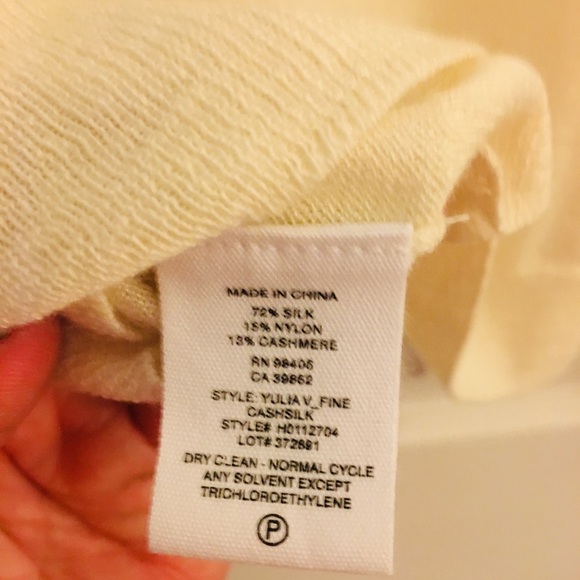 MADE IN CHINA
72% SILK
15% NYLON
13% CASHMERE
RN 98405
CA 39862
STYLE: YULIA V_FINE
CASHSILK
STYLE# H0112704
LOT# 372891
DRY CLEAN - NORMAL CYCLE
ANY SOLVENT EXCEPT
TRICHLOROETHYLENE
P